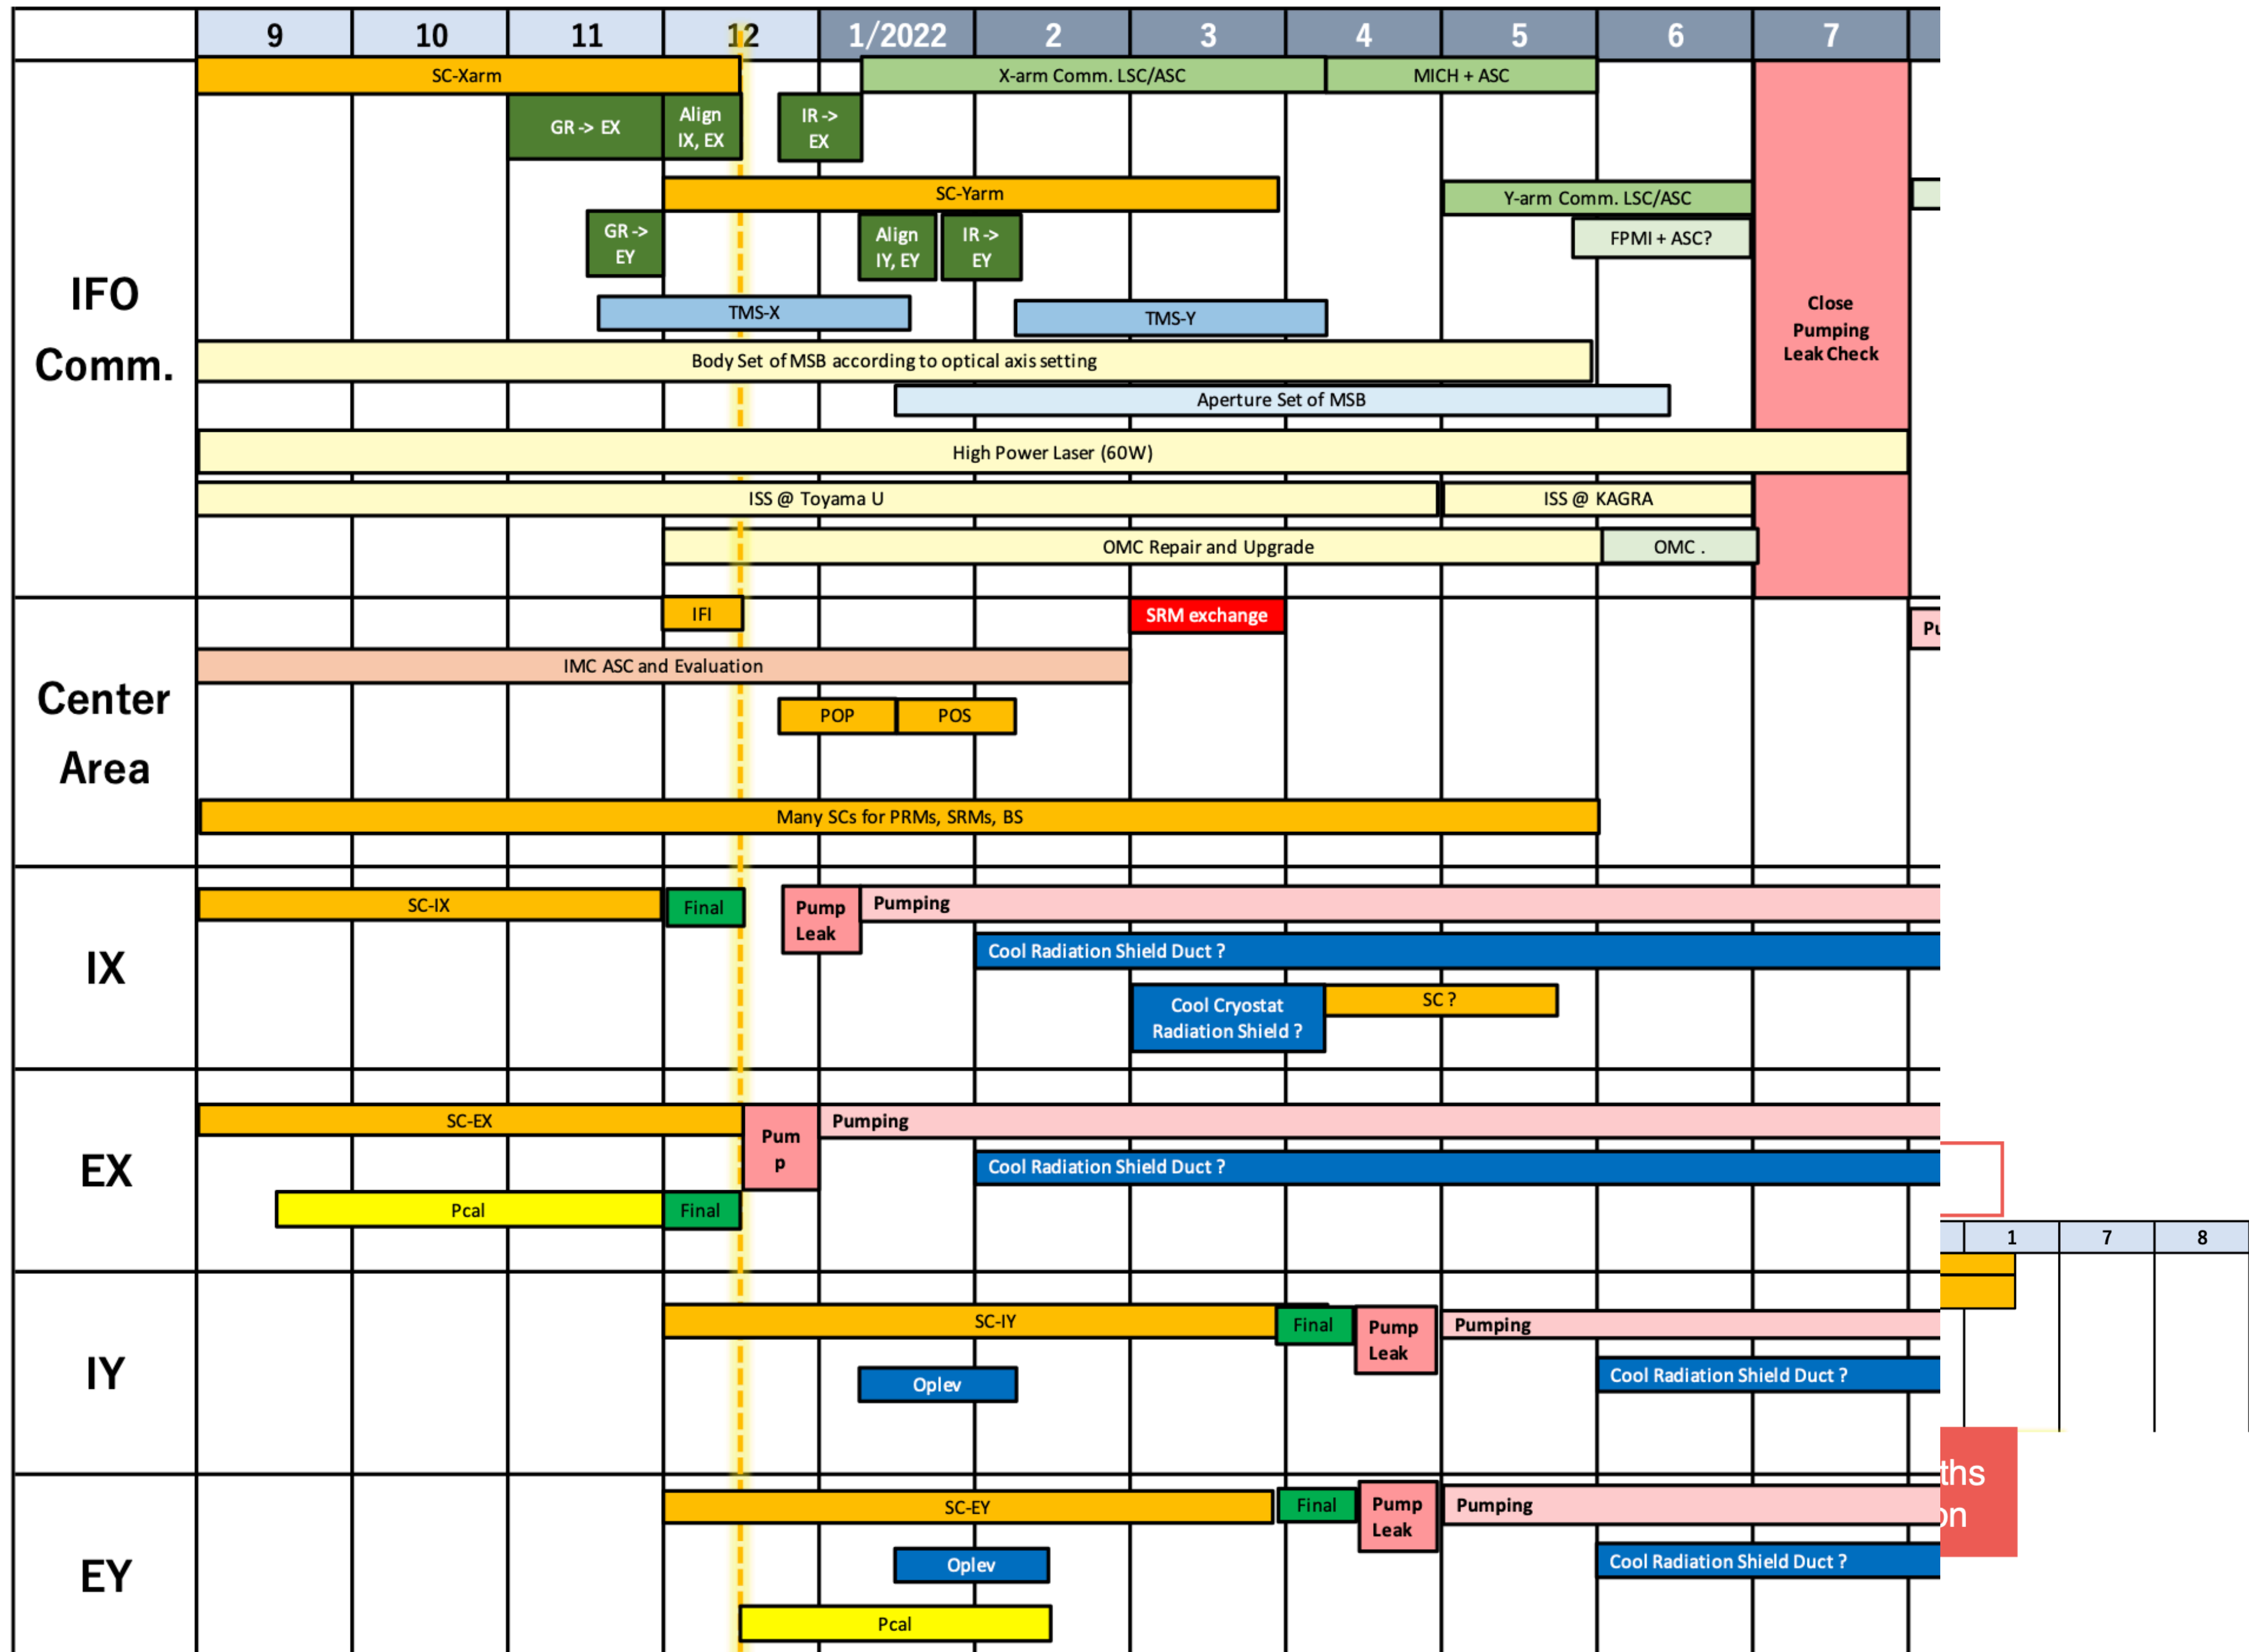 9 10 11 12 1/2022 2 3 4 5 6 7
IFO
Comm.
SC-Xarm
X-arm Comm. LSC/ASC
MICH + ASC
GR -> EX
Align
IX, EX
IR ->
EX
SC-Yarm
Y-arm Comm. LSC/ASC
GR ->
EY
Align
IY, EY
IR ->
EY
FPMI + ASC?
TMS-X
TMS-Y
Close
Pumping
Leak Check
Body Set of MSB according to optical axis setting
Aperture Set of MSB
High Power Laser (60W)
ISS @ Toyama U
ISS @ KAGRA
OMC Repair and Upgrade
OMC .
Center
Area
IFI
SRM exchange
Pu
IMC ASC and Evaluation
POP
POS
Many SCs for PRMs, SRMs, BS
IX
SC-IX
Final
Pump
Leak
Pumping
Cool Radiation Shield Duct ?
Cool Cryostat
Radiation Shield ?
SC ?
EX
SC-EX
Pum
p
Pumping
Cool Radiation Shield Duct ?
Pcal
Final
1 7 8
IY
SC-IY
Final
Pump
Leak
Pumping
Oplev
Cool Radiation Shield Duct ?
ths
on
EY
SC-EY
Final
Pump
Leak
Pumping
Oplev
Cool Radiation Shield Duct ?
Pcal